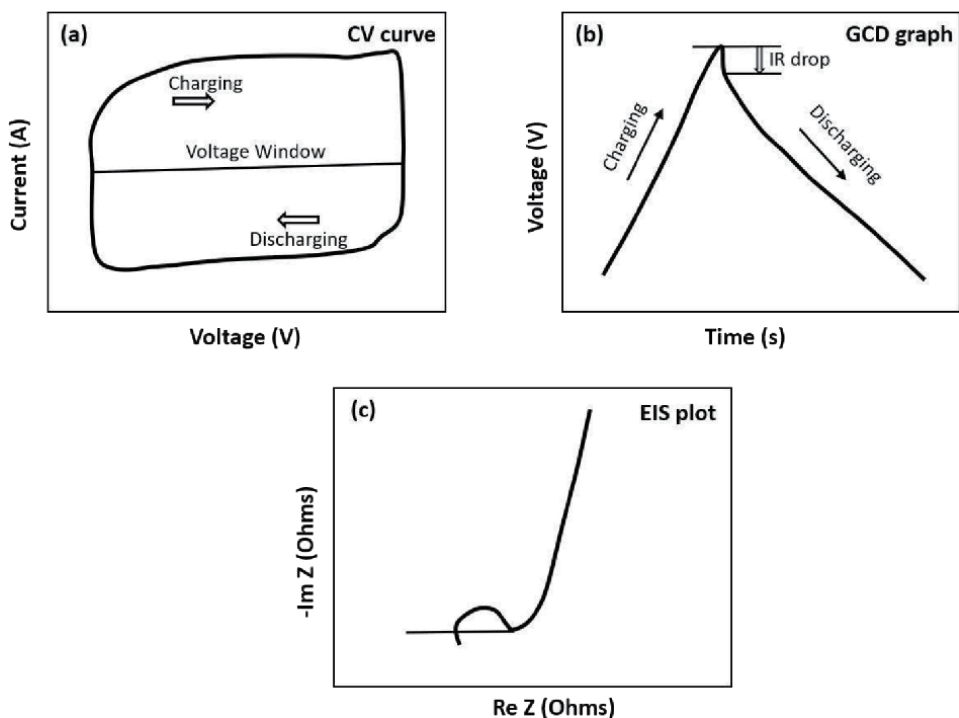 (a)
CV curve
Charging
Voltage Window
Discharging
Current (A)
Voltage (V)
(b)
GCD graph
IR drop
Charging
Discharging
Voltage (V)
Time (s)
(c)
EIS plot
-Im Z (Ohms)
Re Z (Ohms)